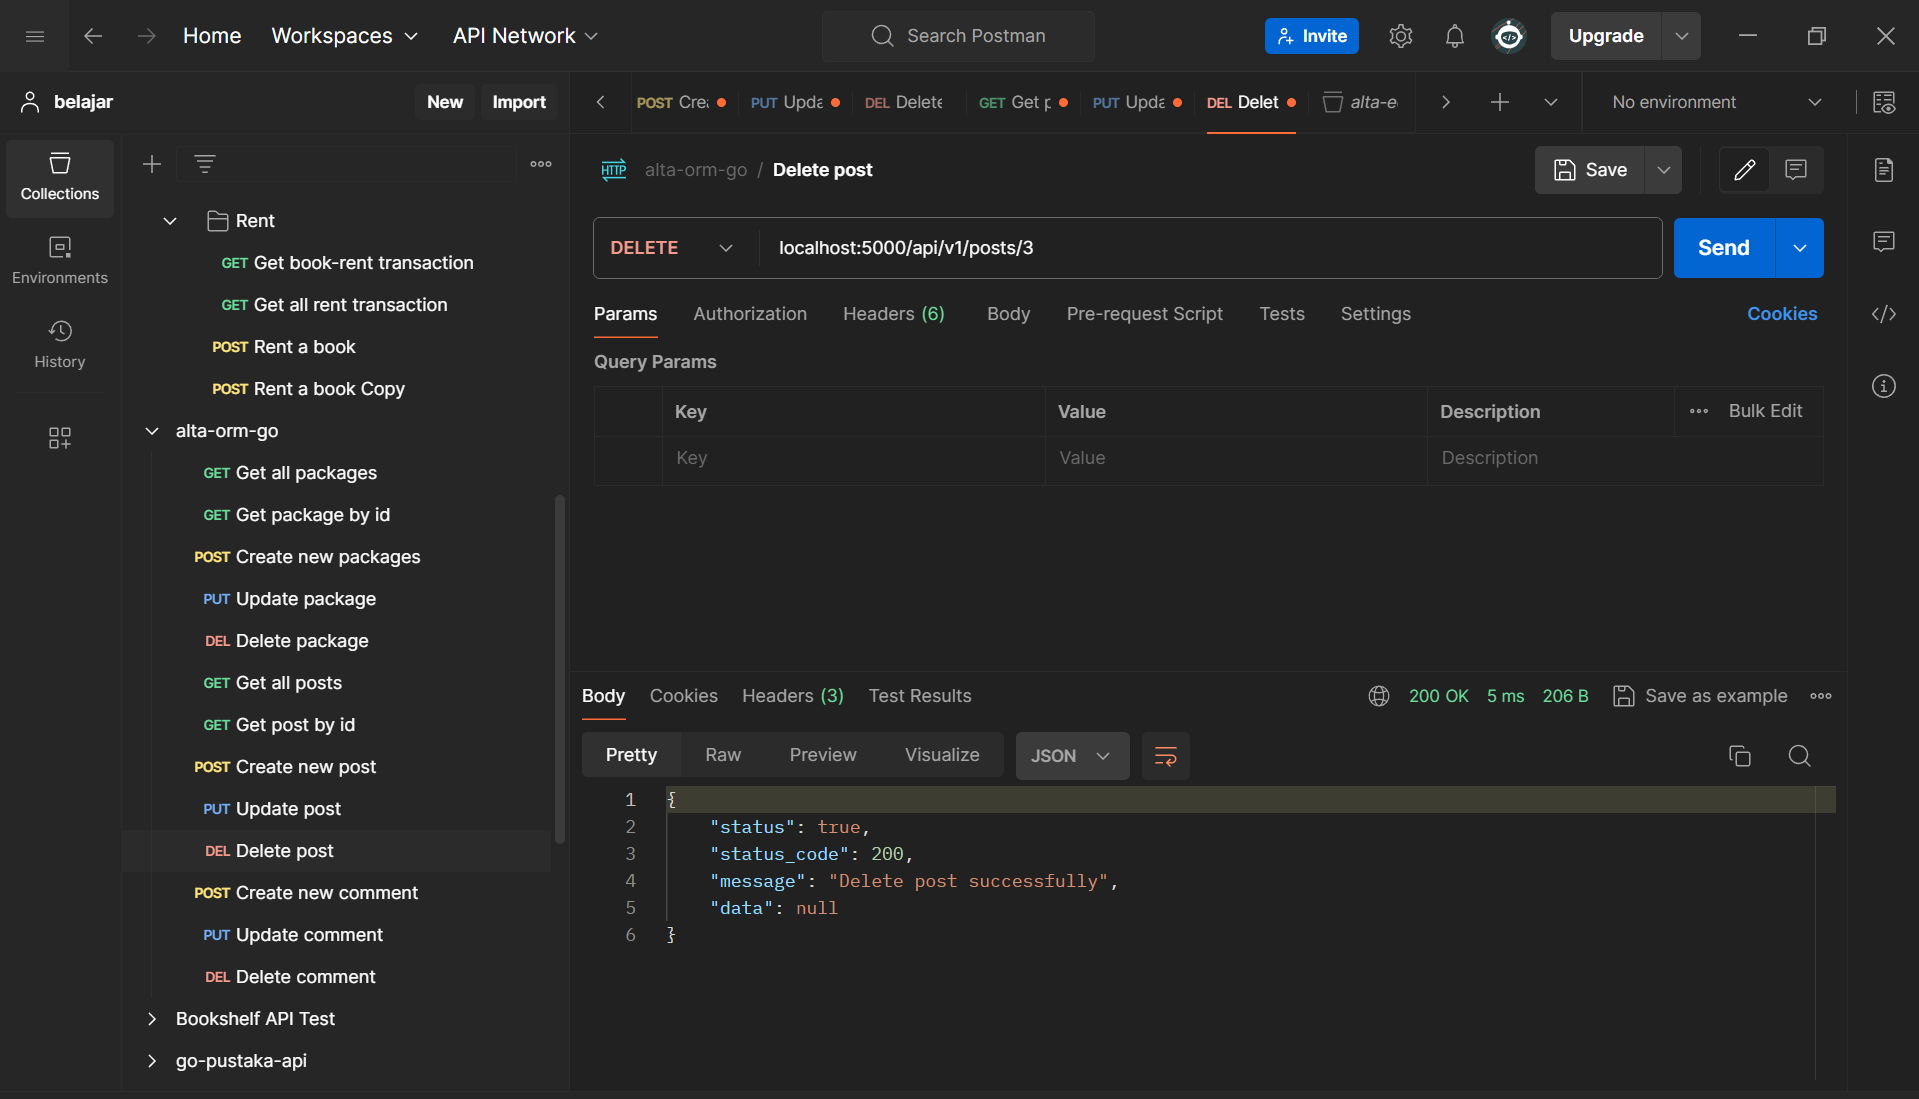 Home Workspaces API Network Search Postman Invite Upgrade
belajar New Import
POST Cre PUT Upda DEL Delete GET Get p PUT Upda DEL Delet alta-e No environment
Collections
Environments
History
Rent
GET Get book-rent transaction
GET Get all rent transaction
POST Rent a book
POST Rent a book Copy
alta-orm-go
GET Get all packages
GET Get package by id
POST Create new packages
PUT Update package
DEL Delete package
GET Get all posts
GET Get post by id
POST Create new post
PUT Update post
DEL Delete post
POST Create new comment
PUT Update comment
DEL Delete comment
Bookshelf API Test
go-pustaka-api
HTTP alta-orm-go / Delete post Save
DELETE localhost:5000/api/v1/posts/3 Send
Params Authorization Headers (6) Body Pre-request Script Tests Settings Cookies
Query Params
Key Value Description Bulk Edit
Key Value Description
Body Cookies Headers (3) Test Results 200 OK 5 ms 206 B Save as example
Pretty Raw Preview Visualize JSON
1 {
2 "status": true,
3 "status_code": 200,
4 "message": "Delete post successfully",
5 "data": null
6 }